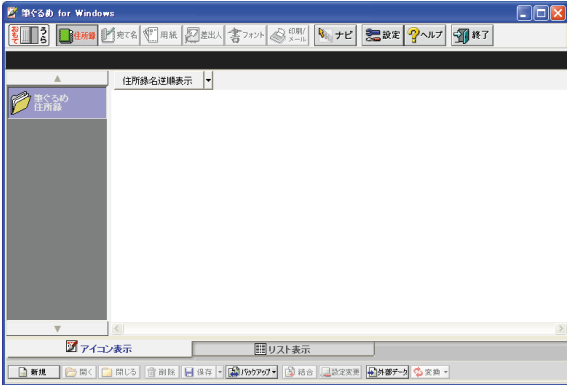 筆ぐるめ for Windows
おもて うら 住所録 宛て名 用紙 差出人 フォント 印刷/メール ナビ 設定 ヘルプ 終了
住所録名逆順表示
筆ぐるめ
住所録
アイコン表示 リスト表示
新規 開く 閉じる 削除 保存 バックアップ 結合 設定変更 外部データ 変換